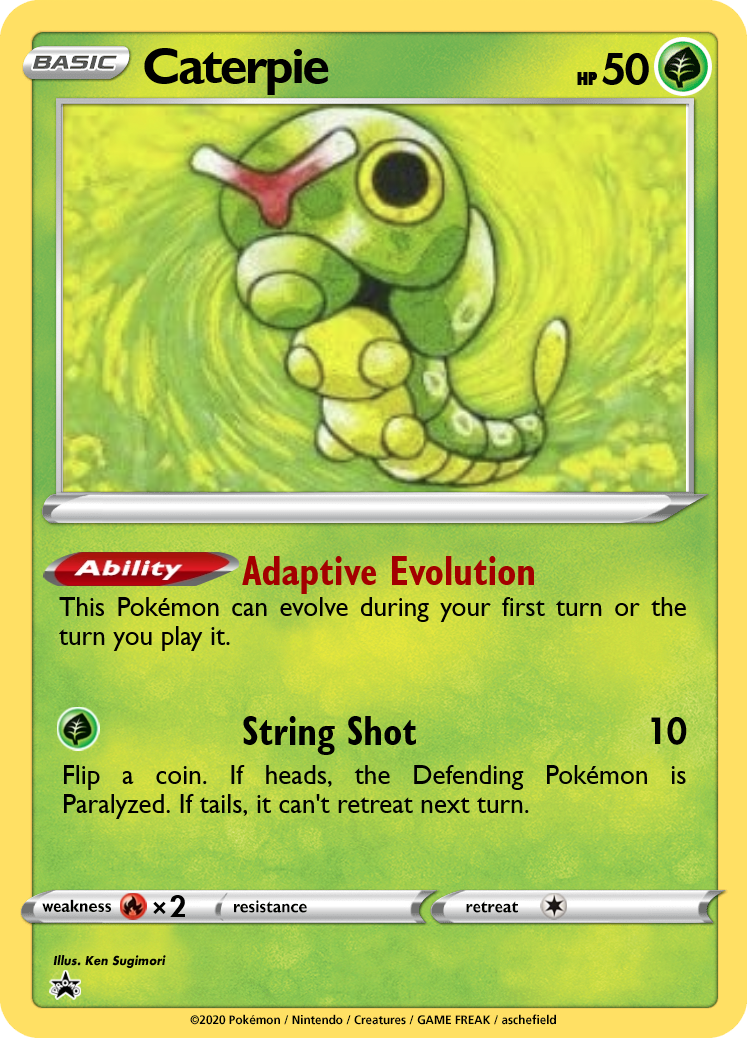 BASIC Caterpie HP 50
Ability Adaptive Evolution
This Pokémon can evolve during your first turn or the
turn you play it.
String Shot 10
Flip a coin. If heads, the Defending Pokémon is
Paralyzed. If tails, it can't retreat next turn.
weakness ×2 resistance retreat
Illus. Ken Sugimori
PROMO
©2020 Pokémon / Nintendo / Creatures / GAME FREAK / aschefield